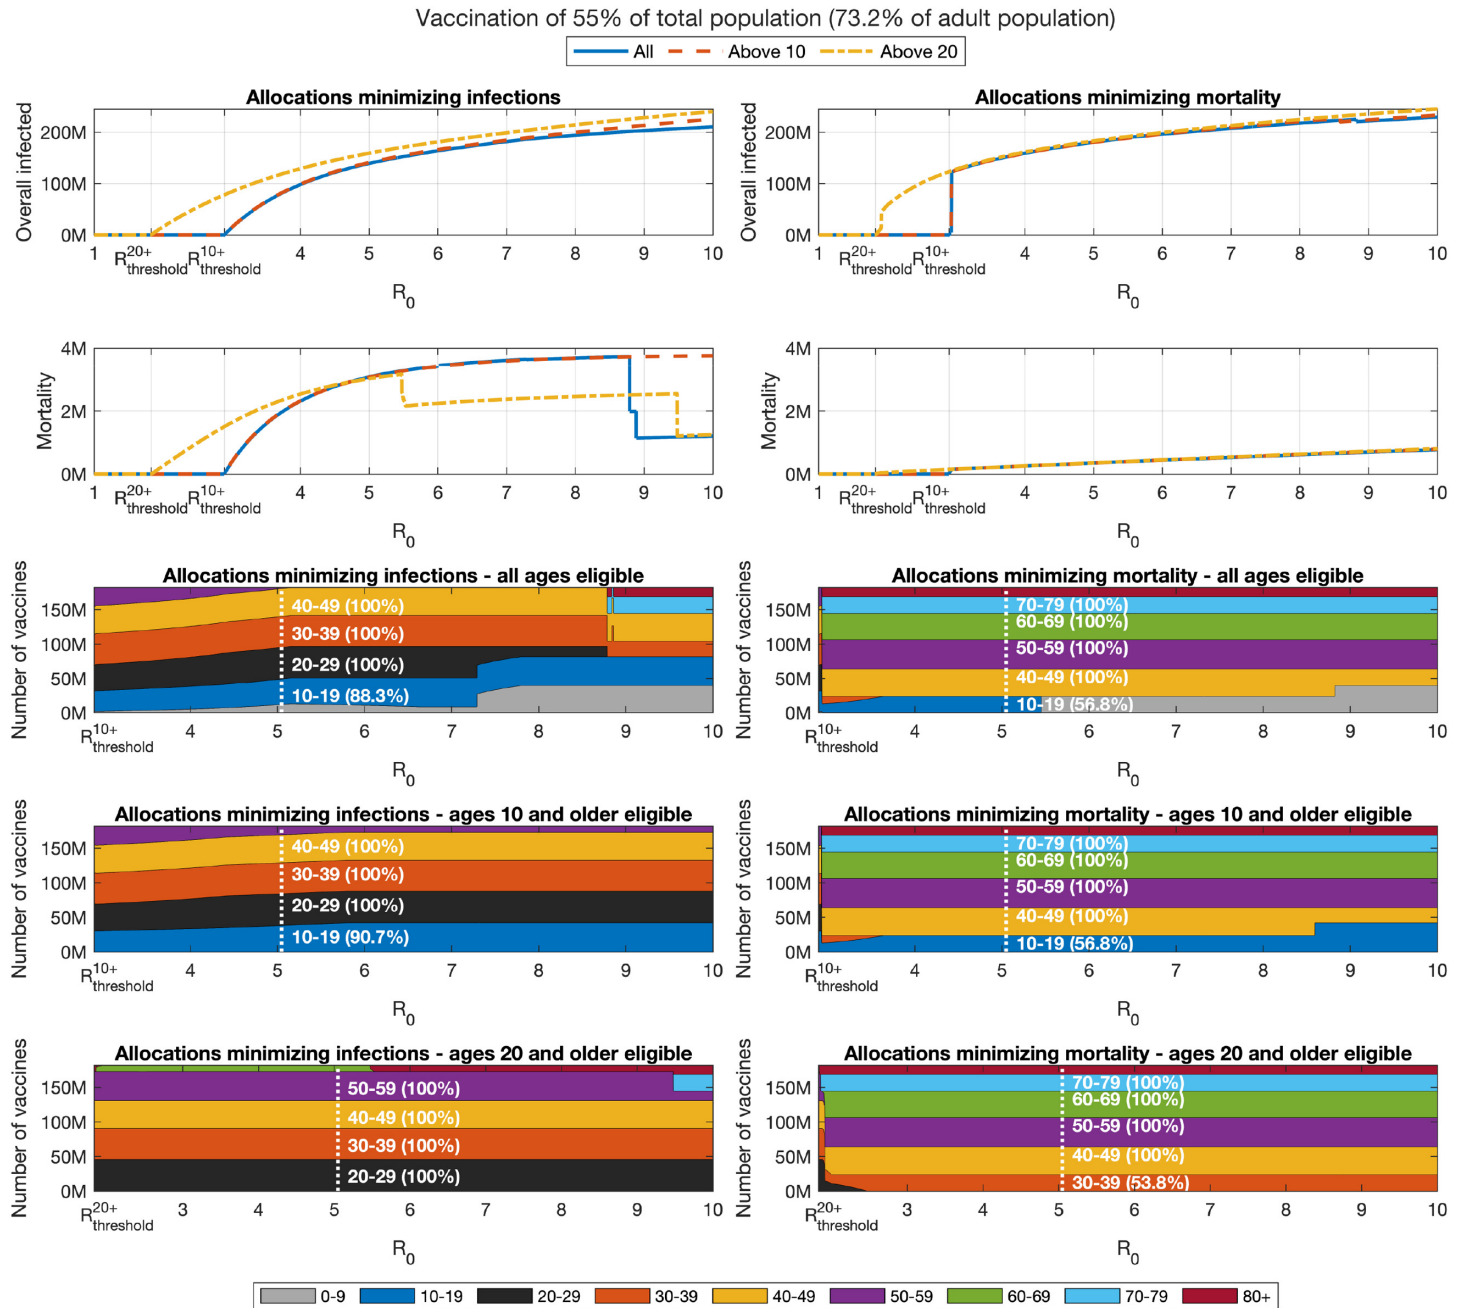 Vaccination of 55% of total population (73.2% of adult population)
All Above 10 Above 20
Allocations minimizing infections
Overall infected
200M
100M
0M
1 R20+threshold R10+threshold 4 5 6 7 8 9 10
R0
Allocations minimizing mortality
Overall infected
200M
100M
0M
1 R20+threshold R10+threshold 4 5 6 7 8 9 10
R0
Mortality
4M
2M
0M
1 R20+threshold R10+threshold 4 5 6 7 8 9 10
R0
Mortality
4M
2M
0M
1 R20+threshold R10+threshold 4 5 6 7 8 9 10
R0
Allocations minimizing infections - all ages eligible
Number of vaccines
150M
100M
50M
0M
40-49 (100%)
30-39 (100%)
20-29 (100%)
10-19 (88.3%)
R10+threshold 4 5 6 7 8 9 10
R0
Allocations minimizing mortality - all ages eligible
Number of vaccines
150M
100M
50M
0M
70-79 (100%)
60-69 (100%)
50-59 (100%)
40-49 (100%)
10-19 (56.8%)
R10+threshold 4 5 6 7 8 9 10
R0
Allocations minimizing infections - ages 10 and older eligible
Number of vaccines
150M
100M
50M
0M
40-49 (100%)
30-39 (100%)
20-29 (100%)
10-19 (90.7%)
R10+threshold 4 5 6 7 8 9 10
R0
Allocations minimizing mortality - ages 10 and older eligible
Number of vaccines
150M
100M
50M
0M
70-79 (100%)
60-69 (100%)
50-59 (100%)
40-49 (100%)
10-19 (56.8%)
R10+threshold 4 5 6 7 8 9 10
R0
Allocations minimizing infections - ages 20 and older eligible
Number of vaccines
150M
100M
50M
0M
50-59 (100%)
40-49 (100%)
30-39 (100%)
20-29 (100%)
R20+threshold 3 4 5 6 7 8 9 10
R0
Allocations minimizing mortality - ages 20 and older eligible
Number of vaccines
150M
100M
50M
0M
70-79 (100%)
60-69 (100%)
50-59 (100%)
40-49 (100%)
30-39 (53.8%)
R20+threshold 3 4 5 6 7 8 9 10
R0
0-9 10-19 20-29 30-39 40-49 50-59 60-69 70-79 80+